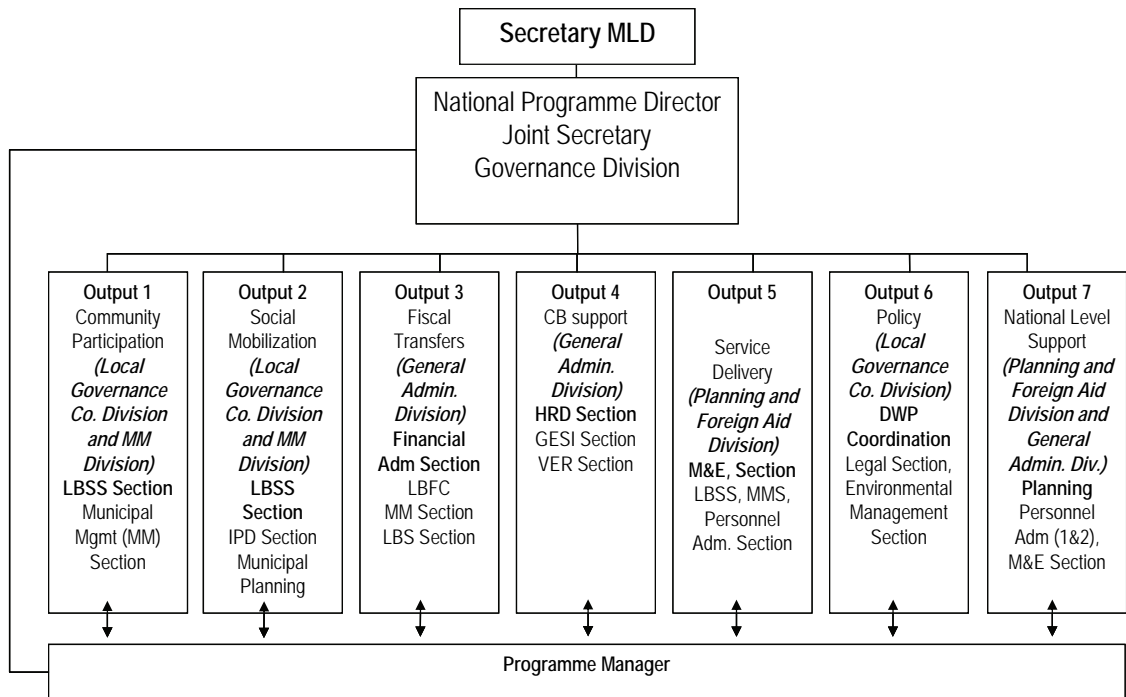 Secretary MLD
National Programme Director
Joint Secretary
Governance Division
Output 1
Community
Participation
(Local
Governance
Co. Division
and MM
Division)
LBSS Section
Municipal
Mgmt (MM)
Section
Output 2
Social
Mobilization
(Local
Governance
Co. Division
and MM
Division)
LBSS
Section
IPD Section
Municipal
Planning
Output 3
Fiscal
Transfers
(General
Admin.
Division)
Financial
Adm Section
LBFC
MM Section
LBS Section
Output 4
CB support
(General
Admin.
Division)
HRD Section
GESI Section
VER Section
Output 5
Service
Delivery
(Planning and
Foreign Aid
Division)
M&E, Section
LBSS, MMS,
Personnel
Adm. Section
Output 6
Policy
(Local
Governance
Co. Division)
DWP
Coordination
Legal Section,
Environmental
Management
Section
Output 7
National Level
Support
(Planning and
Foreign Aid
Division and
General
Admin. Div.)
Planning
Personnel
Adm (1&2),
M&E Section
Programme Manager